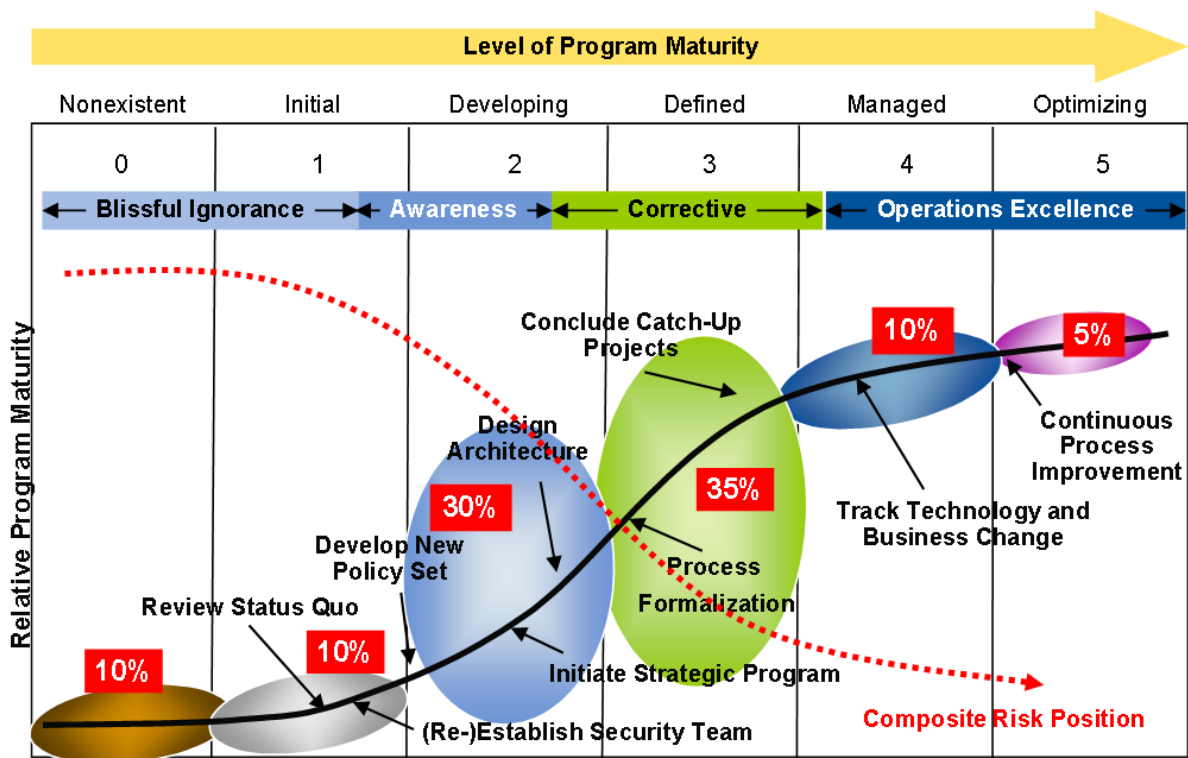 Level of Program Maturity
Nonexistent
Initial
Developing
Defined
Managed
Optimizing
0
1
2
3
4
5
Blissful Ignorance
Awareness
Corrective
Operations Excellence
Relative Program Maturity
Conclude Catch-Up
Projects
10%
5%
Design
Architecture
Continuous
Process
Improvement
30%
35%
Track Technology and
Business Change
Develop New
Policy Set
Process
Formalization
Review Status Quo
10%
10%
Initiate Strategic Program
(Re-)Establish Security Team
Composite Risk Position